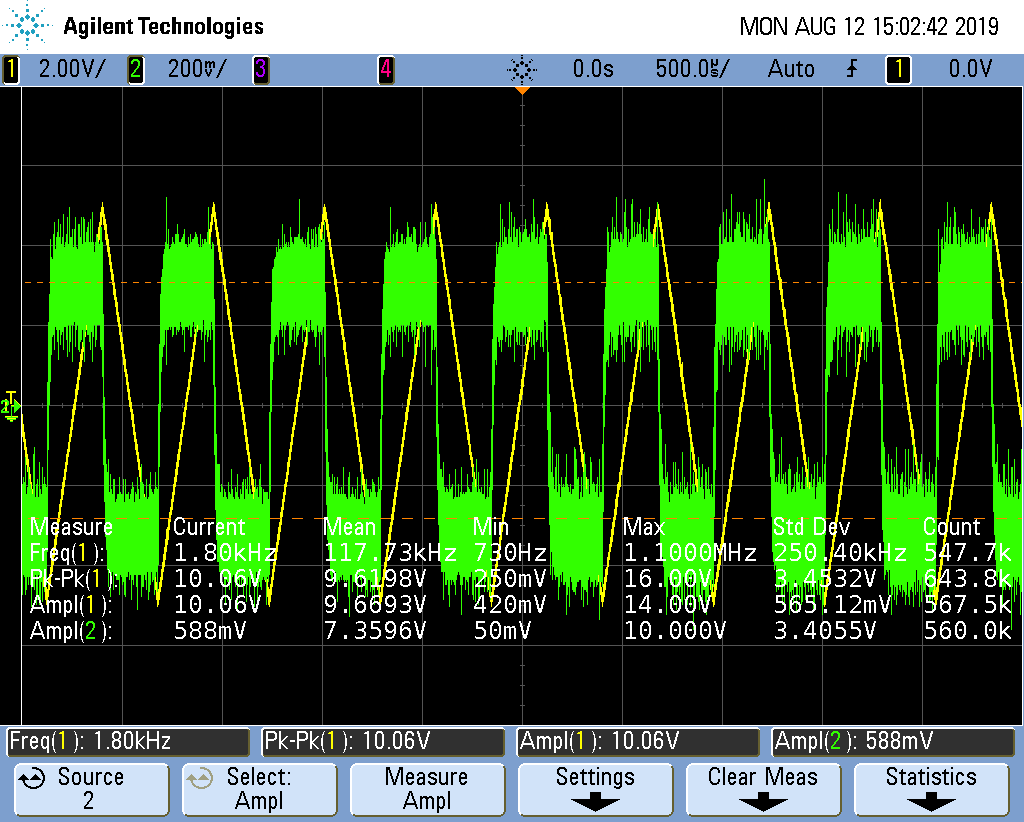 Agilent Technologies MON AUG 12 15:02:42 2019
1 2.00V/ 2 200mV/ 3 4 0.0s 500.0µs/ Auto 1 0.0V
2
Measure Current Mean Min Max Std Dev Count
Freq(1): 1.80kHz 117.73kHz 730Hz 1.1000MHz 250.40kHz 547.7k
Pk-Pk(1): 10.06V 9.6198V 250mV 16.00V 3.4532V 643.8k
Ampl(1): 10.06V 9.6693V 420mV 14.00V 565.12mV 567.5k
Ampl(2): 588mV 7.3596V 50mV 10.000V 3.4055V 560.0k
Freq(1): 1.80kHz Pk-Pk(1): 10.06V Ampl(1): 10.06V Ampl(2): 588mV
Source Select: Measure Settings Clear Meas Statistics
2 Ampl Ampl